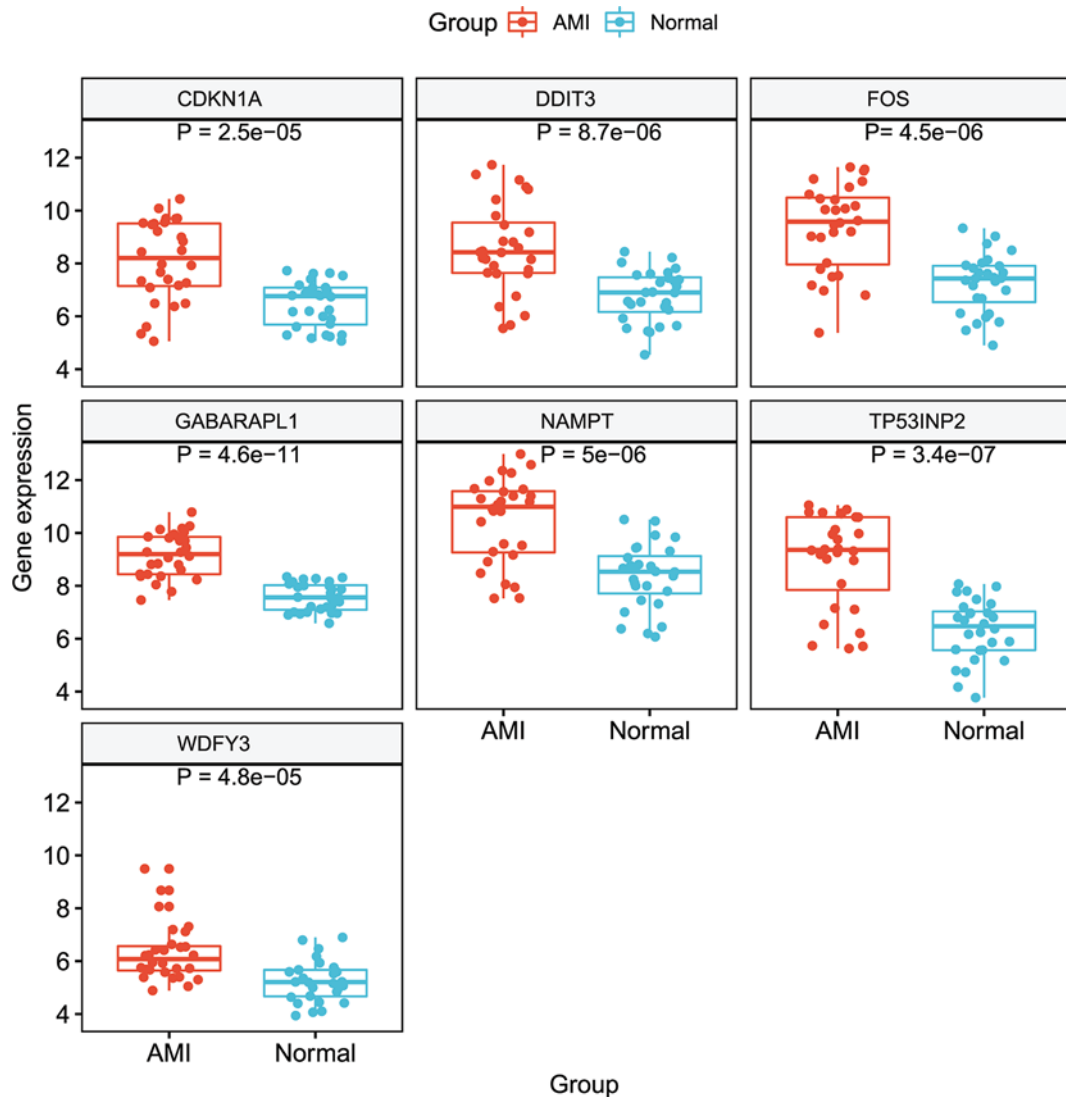 Group AMI Normal
CDKN1A DDIT3 FOS
P = 2.5e−05 P = 8.7e−06 P= 4.5e−06
12
10
8
6
4
GABARAPL1 NAMPT TP53INP2
P = 4.6e−11 P = 5e−06 P = 3.4e−07
Gene expression
12
10
8
6
4
AMI Normal AMI Normal
WDFY3
P = 4.8e−05
12
10
8
6
4
AMI Normal
Group